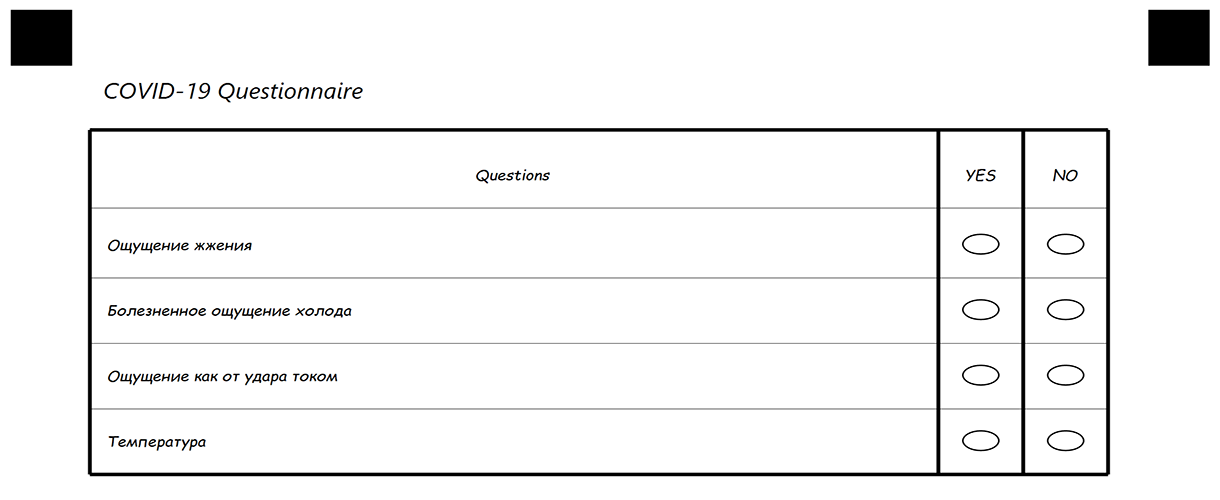 COVID-19 Questionnaire
Questions YES NO
Ощущение жжения
Болезненное ощущение холода
Ощущение как от удара током
Температура